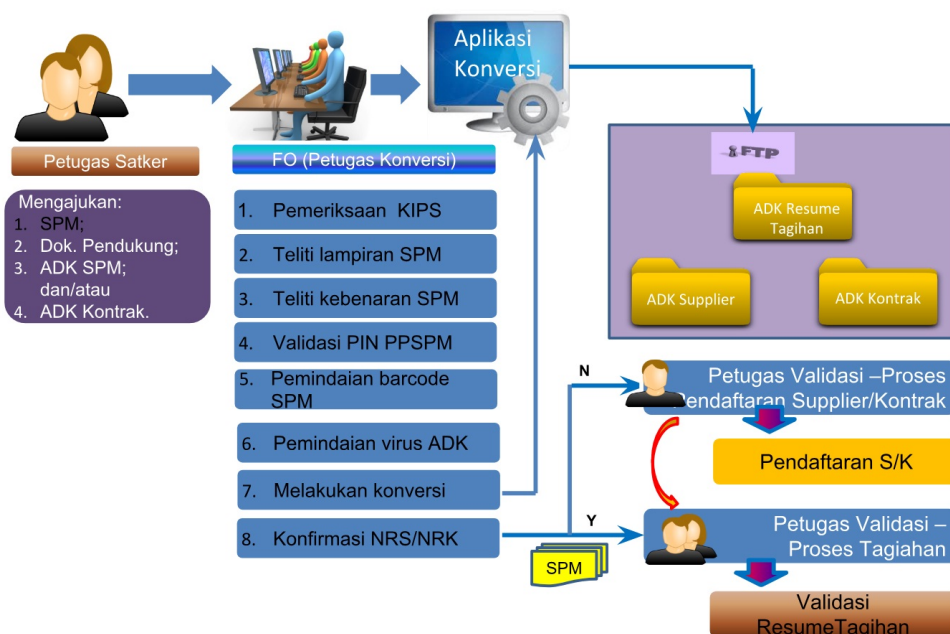 Aplikasi
Konversi
Petugas Satker
FO (Petugas Konversi)
Mengajukan:
1. SPM;
2. Dok. Pendukung;
3. ADK SPM;
dan/atau
4. ADK Kontrak.
1. Pemeriksaan KIPS
2. Teliti lampiran SPM
3. Teliti kebenaran SPM
4. Validasi PIN PPSPM
5. Pemindaian barcode
SPM
6. Pemindaian virus ADK
7. Melakukan konversi
8. Konfirmasi NRS/NRK
FTP
ADK Resume
Tagihan
ADK Supplier
ADK Kontrak
N
Petugas Validasi –Proses
Pendaftaran Supplier/Kontrak
Pendaftaran S/K
Y
SPM
Petugas Validasi –
Proses Tagiahan
Validasi
ResumeTagihan